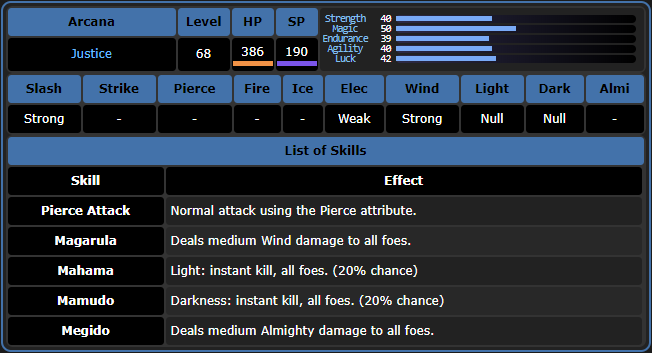 Arcana Level HP SP
Justice 68 386 190
Strength 40
Magic 50
Endurance 39
Agility 40
Luck 42
Slash Strike Pierce Fire Ice Elec Wind Light Dark Almi
Strong - - - - Weak Strong Null Null -
List of Skills
Skill Effect
Pierce Attack Normal attack using the Pierce attribute.
Magarula Deals medium Wind damage to all foes.
Mahama Light: instant kill, all foes. (20% chance)
Mamudo Darkness: instant kill, all foes. (20% chance)
Megido Deals medium Almighty damage to all foes.